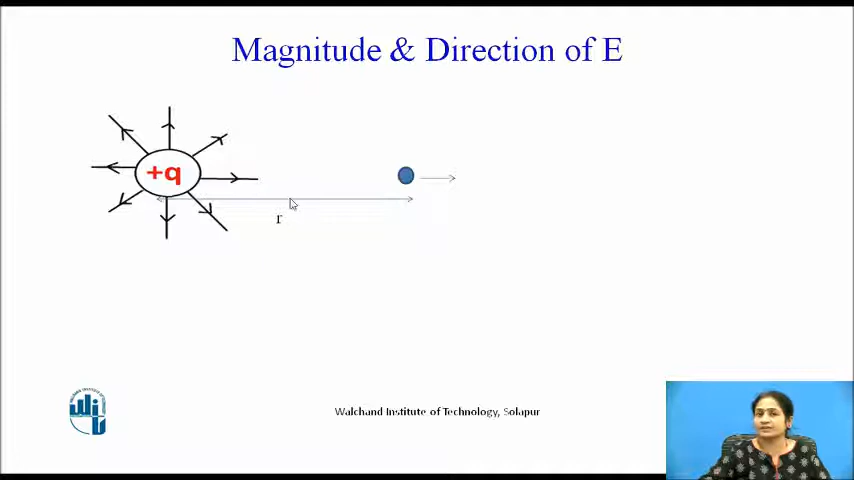 Magnitude & Direction of E
+q
r
Walchand Institute of Technology, Solapur